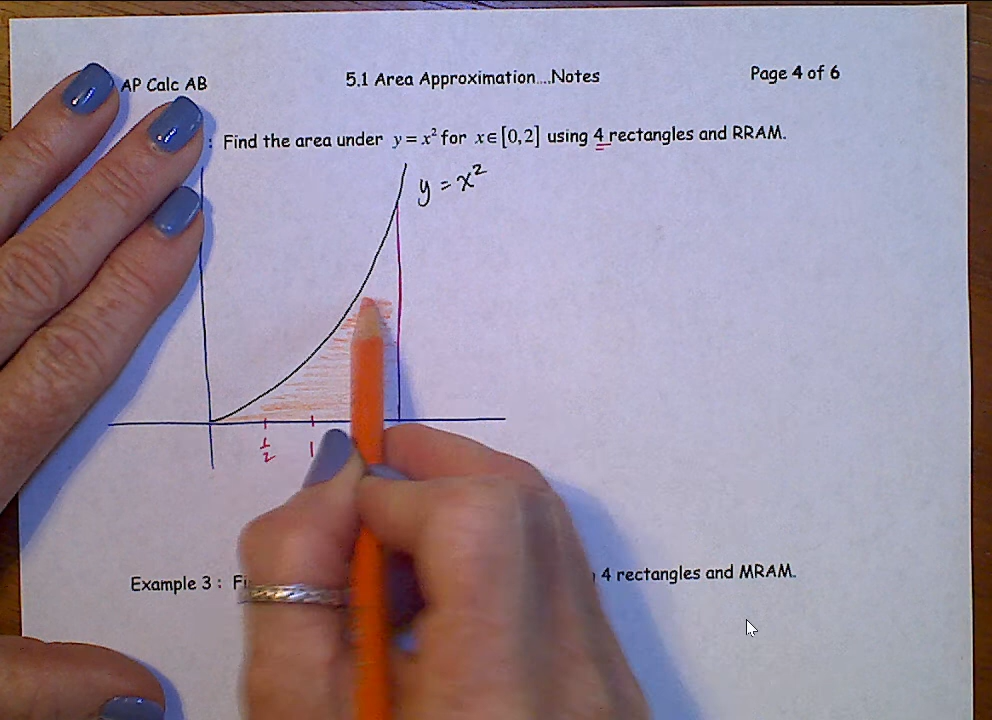 AP Calc AB 5.1 Area Approximation....Notes Page 4 of 6
: Find the area under y = x² for x ∈ [0,2] using 4 rectangles and RRAM.
y = x²
1/2 1
Example 3 : 4 rectangles and MRAM.